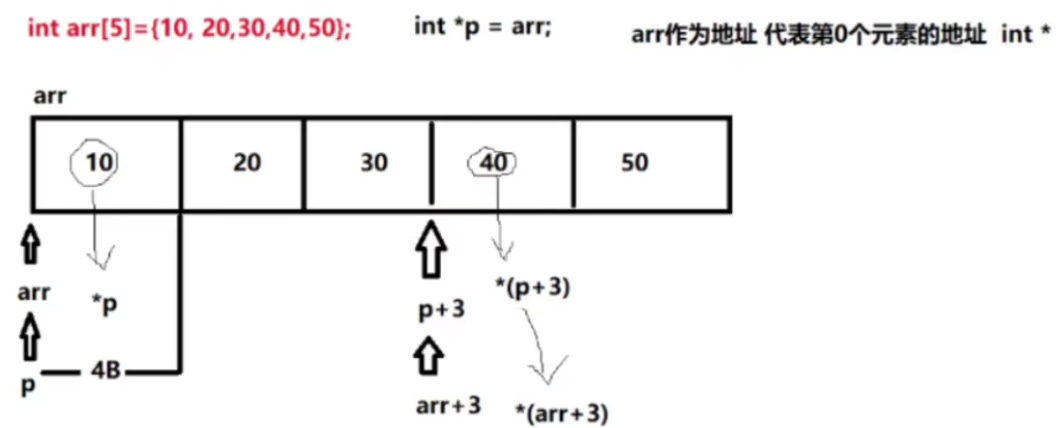 int arr[5]={10, 20,30,40,50}; int *p = arr; arr作为地址 代表第0个元素的地址 int *
arr
10 20 30 40 50
arr *p p+3 *(p+3)
p 4B arr+3 *(arr+3)